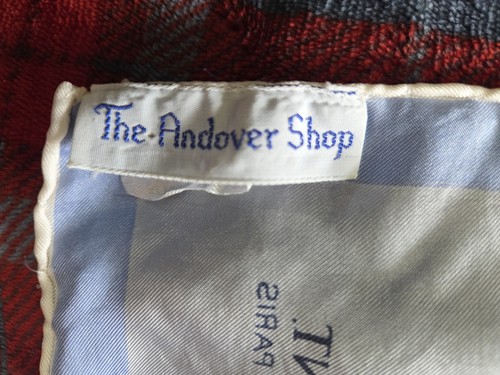 The Andover Shop
PARIS